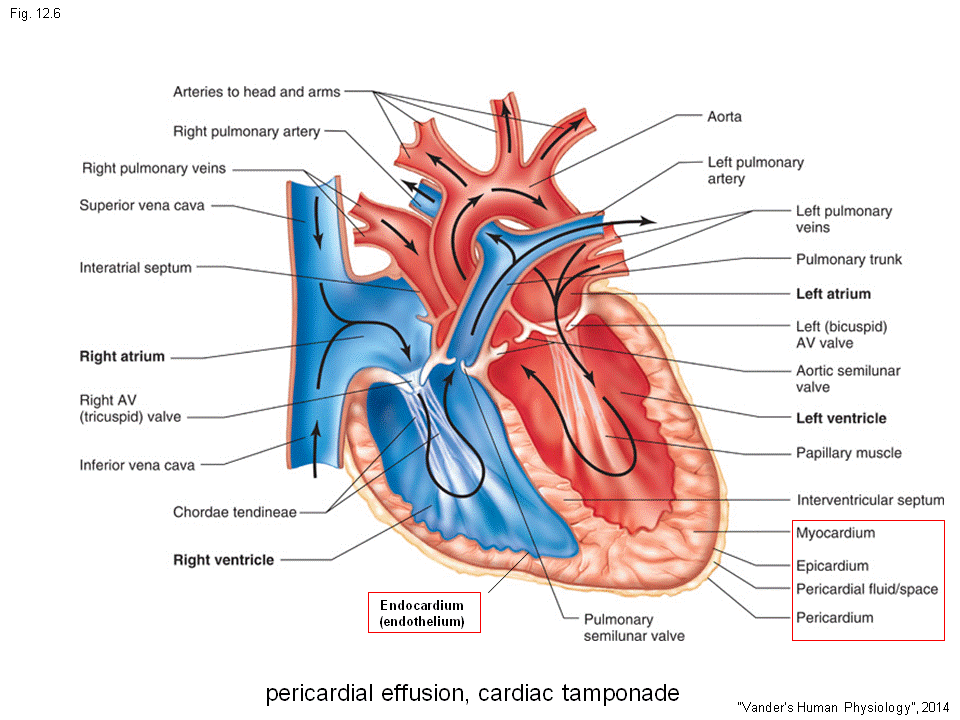 Fig. 12.6
Arteries to head and arms
Right pulmonary artery
Right pulmonary veins
Superior vena cava
Interatrial septum
Right atrium
Right AV
(tricuspid) valve
Inferior vena cava
Chordae tendineae
Right ventricle
Endocardium
(endothelium)
Aorta
Left pulmonary
artery
Left pulmonary
veins
Pulmonary trunk
Left atrium
Left (bicuspid)
AV valve
Aortic semilunar
valve
Left ventricle
Papillary muscle
Interventricular septum
Myocardium
Epicardium
Pericardial fluid/space
Pericardium
Pulmonary
semilunar valve
pericardial effusion, cardiac tamponade
"Vander's Human Physiology", 2014